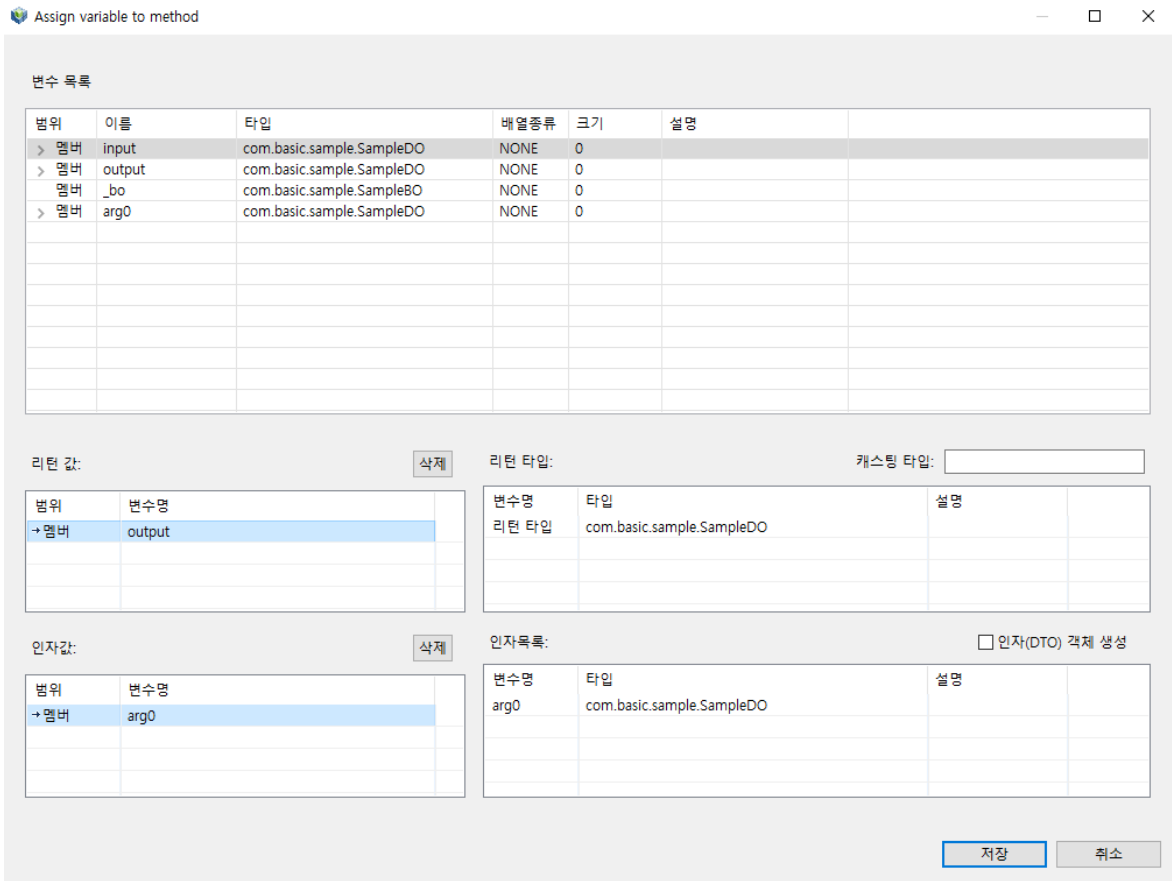 Assign variable to method
변수 목록
범위 이름 타입 배열종류 크기 설명
멤버 input com.basic.sample.SampleDO NONE 0
멤버 output com.basic.sample.SampleDO NONE 0
멤버 _bo com.basic.sample.SampleBO NONE 0
멤버 arg0 com.basic.sample.SampleDO NONE 0
리턴 값: 삭제
범위 변수명
→멤버 output
리턴 타입: 캐스팅 타입:
변수명 타입 설명
리턴 타입 com.basic.sample.SampleDO
인자값: 삭제
범위 변수명
→멤버 arg0
인자목록: 인자(DTO) 객체 생성
변수명 타입 설명
arg0 com.basic.sample.SampleDO
저장 취소